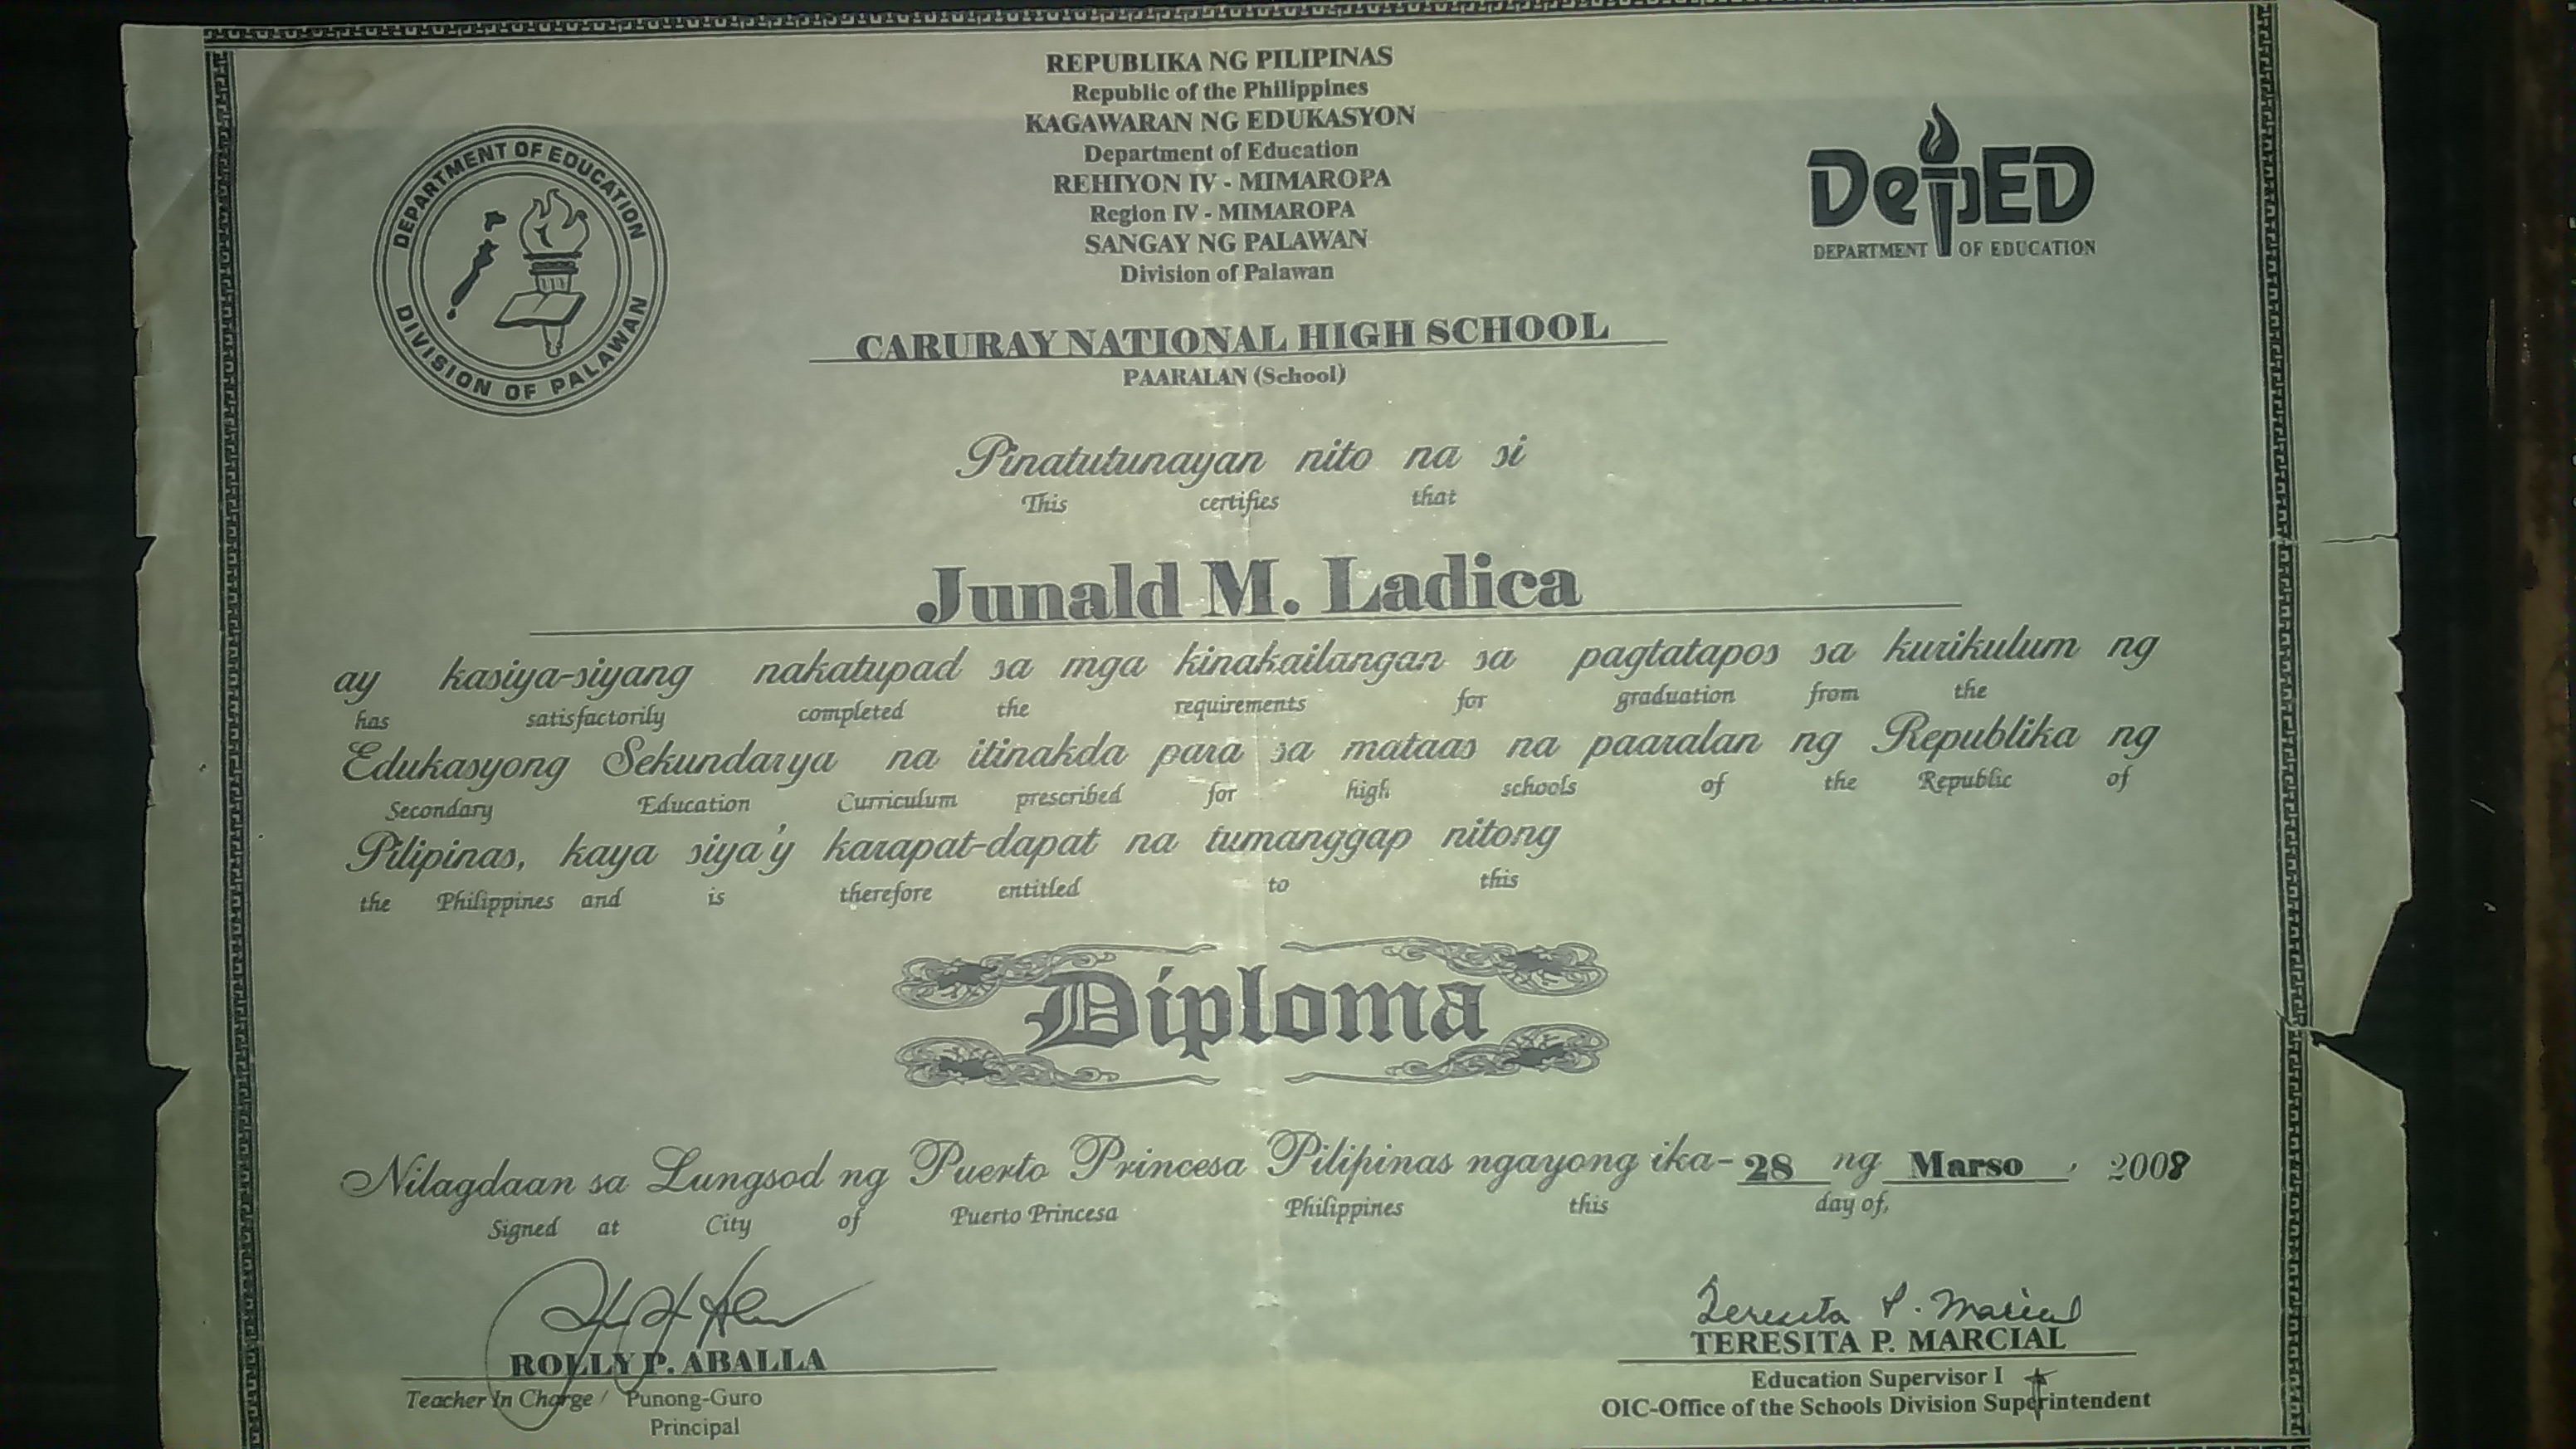 REPUBLIKA NG PILIPINAS
Republic of the Philippines
KAGAWARAN NG EDUKASYON
Department of Education
REHIYON IV - MIMAROPA
Region IV - MIMAROPA
SANGAY NG PALAWAN
Division of Palawan
DEPARTMENT OF EDUCATION
DIVISION OF PALAWAN
DepED
DEPARTMENT OF EDUCATION
CARURAY NATIONAL HIGH SCHOOL
PAARALAN (School)
Pinatutunayan nito na si
This certifies that
Junald M. Ladica
ay kasiya-siyang nakatupad sa mga kinakailangan sa pagtatapos sa kurikulum ng
has satisfactorily completed the requirements for graduation from the
Edukasyong Sekundarya na itinakda para sa mataas na paaralan ng Republika ng
Secondary Education Curriculum prescribed for high schools of the Republic of
Pilipinas, kaya siya'y karapat-dapat na tumanggap nitong
the Philippines and is therefore entitled to this
Diploma
Nilagdaan sa Lungsod ng Puerto Princesa Pilipinas ngayong ika- 28 ng Marso , 2008
Signed at City of Puerto Princesa Philippines this day of,
Teresita P. Marcial
ROLLY P. ABALLA
TERESITA P. MARCIAL
Teacher In Charge / Punong-Guro
Principal
Education Supervisor I
OIC-Office of the Schools Division Superintendent